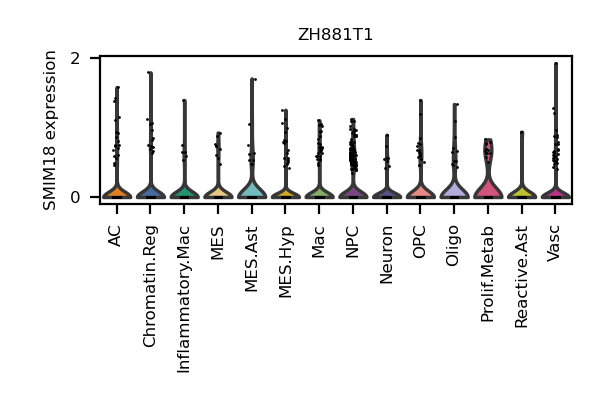 ZH881T1
SMIM18 expression
2
0
AC
Chromatin.Reg
Inflammatory.Mac
MES
MES.Ast
MES.Hyp
Mac
NPC
Neuron
OPC
Oligo
Prolif.Metab
Reactive.Ast
Vasc